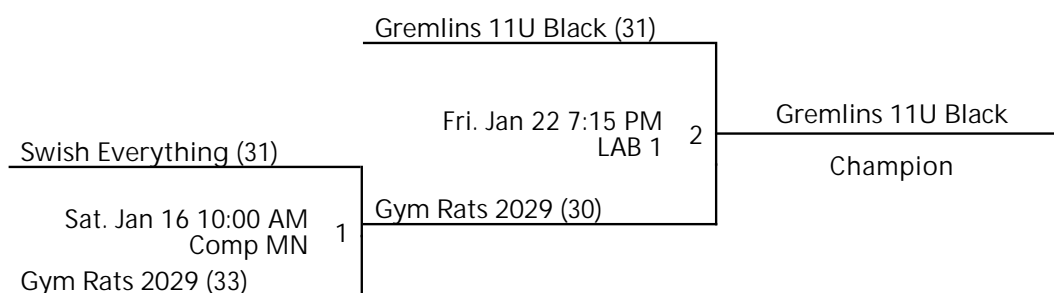 Gremlins 11U Black (31)
Fri. Jan 22 7:15 PM
LAB 1
2
Gremlins 11U Black
Champion
Swish Everything (31)
Sat. Jan 16 10:00 AM
Comp MN
1
Gym Rats 2029 (30)
Gym Rats 2029 (33)